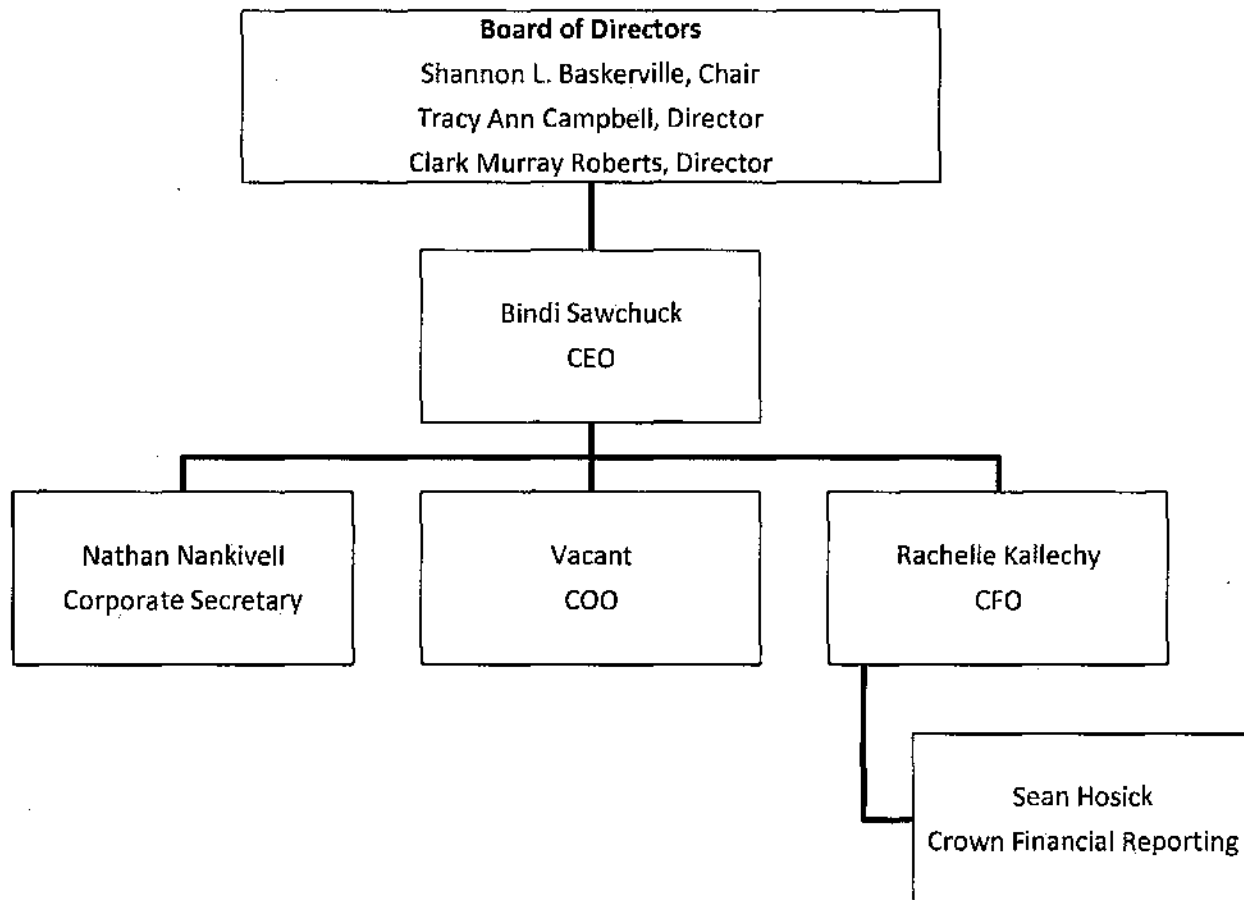 Board of Directors
Shannon L. Baskerville, Chair
Tracy Ann Campbell, Director
Clark Murray Roberts, Director
Bindi Sawchuck
CEO
Nathan Nankivell
Corporate Secretary
Vacant
COO
Rachelle Kallechy
CFO
Sean Hosick
Crown Financial Reporting